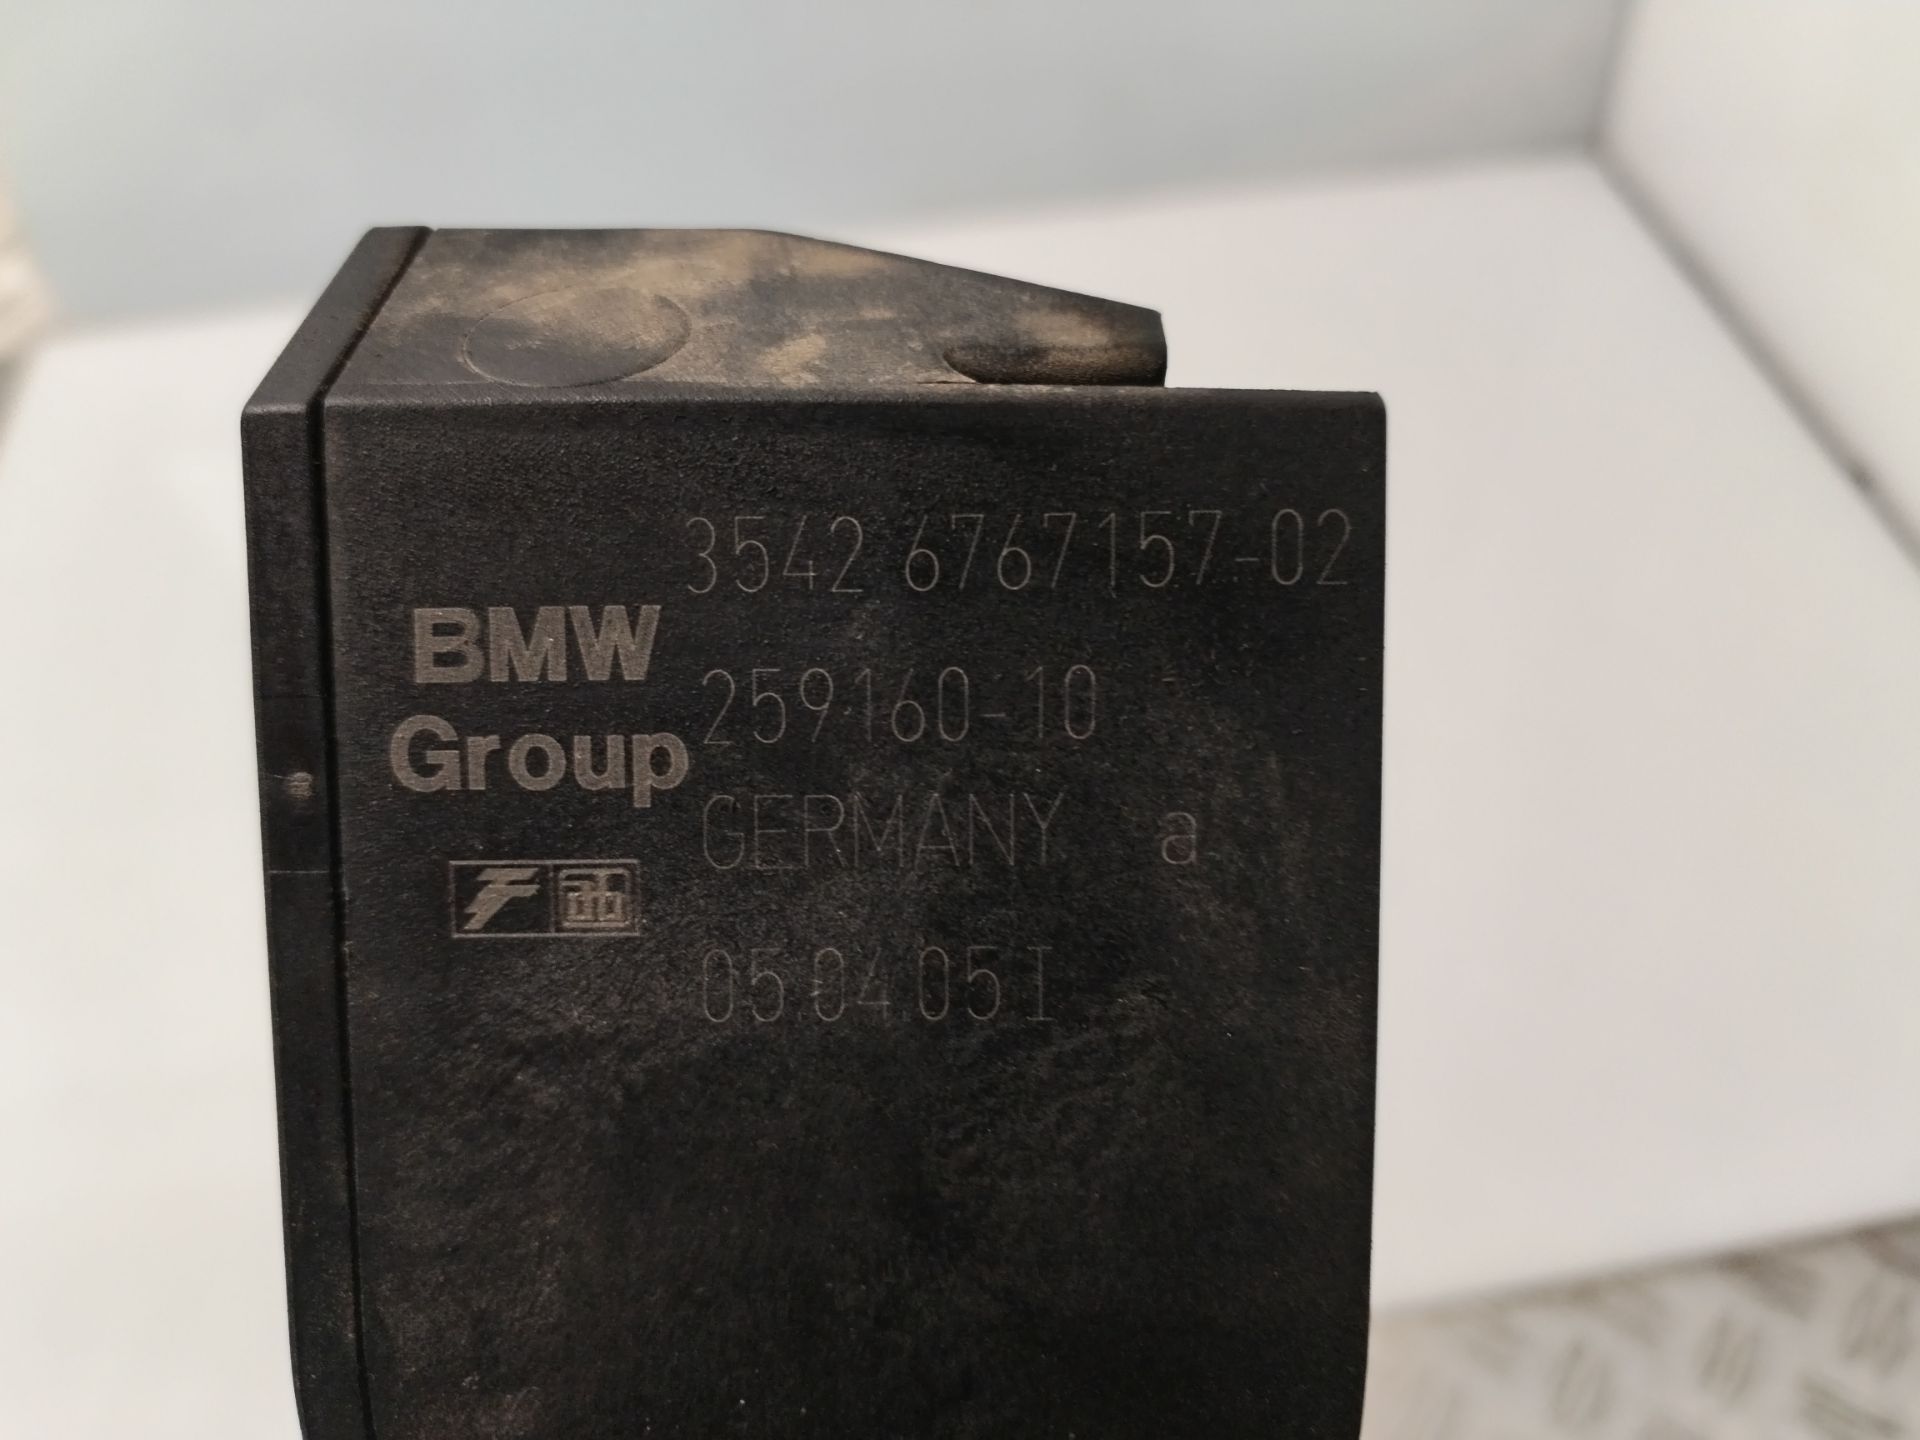 3542 6767157-02
BMW
Group
259160-10
GERMANY a
05.04.05 I